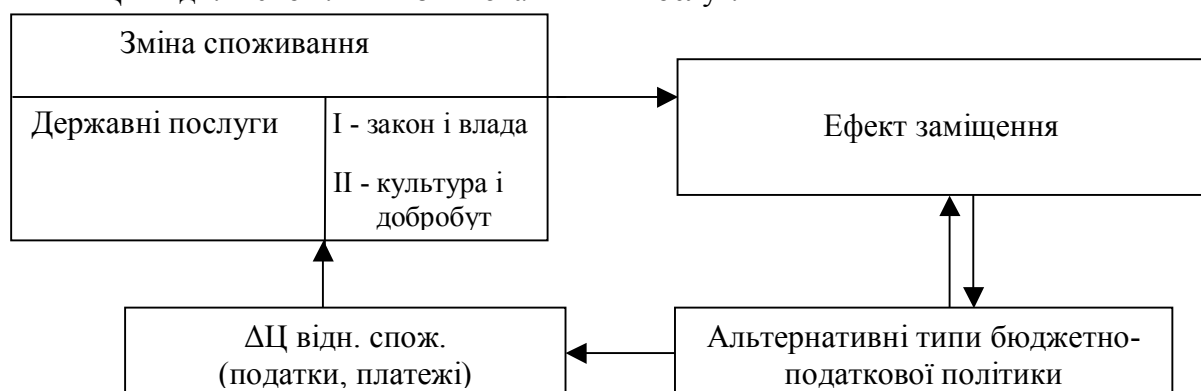 Зміна споживання
Державні послуги
І - закон і влада
ІІ - культура і
добробут
Ефект заміщення
ΔЦ відн. спож.
(податки, платежі)
Альтернативні типи бюджетно-
податкової політики